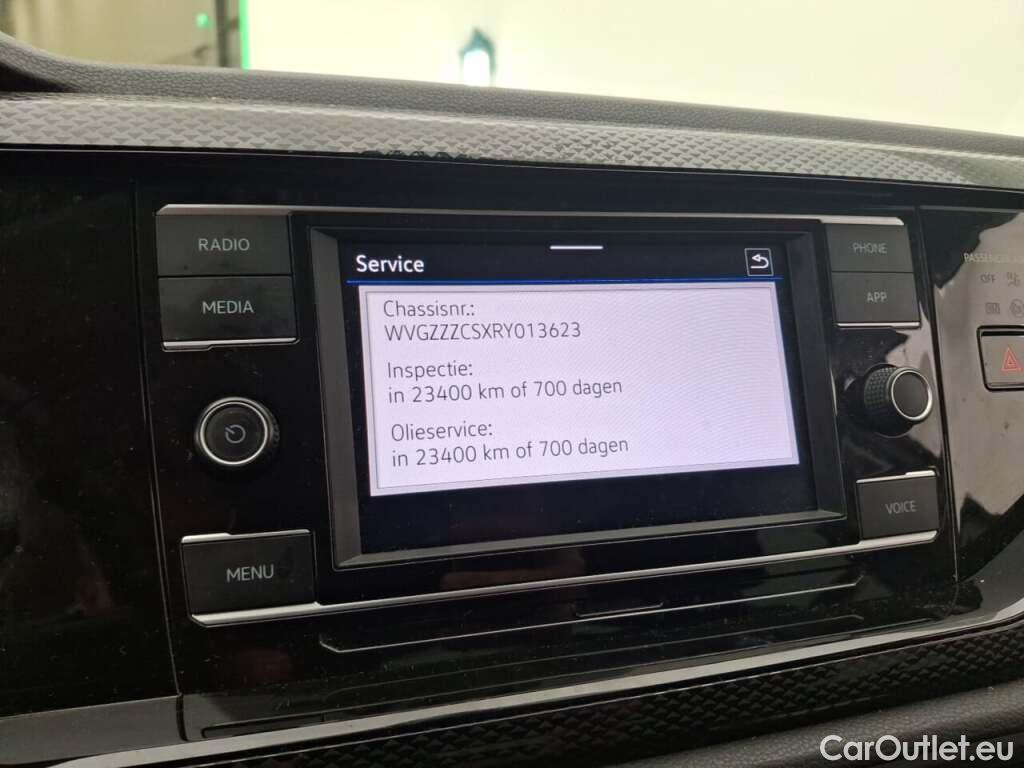 RADIO
MEDIA
MENU
Service
Chassisnr.:
WVGZZZCSXRY013623
Inspectie:
in 23400 km of 700 dagen
Olieservice:
in 23400 km of 700 dagen
PHONE
APP
VOICE
PASSENGER
OFF
CarOutlet.eu